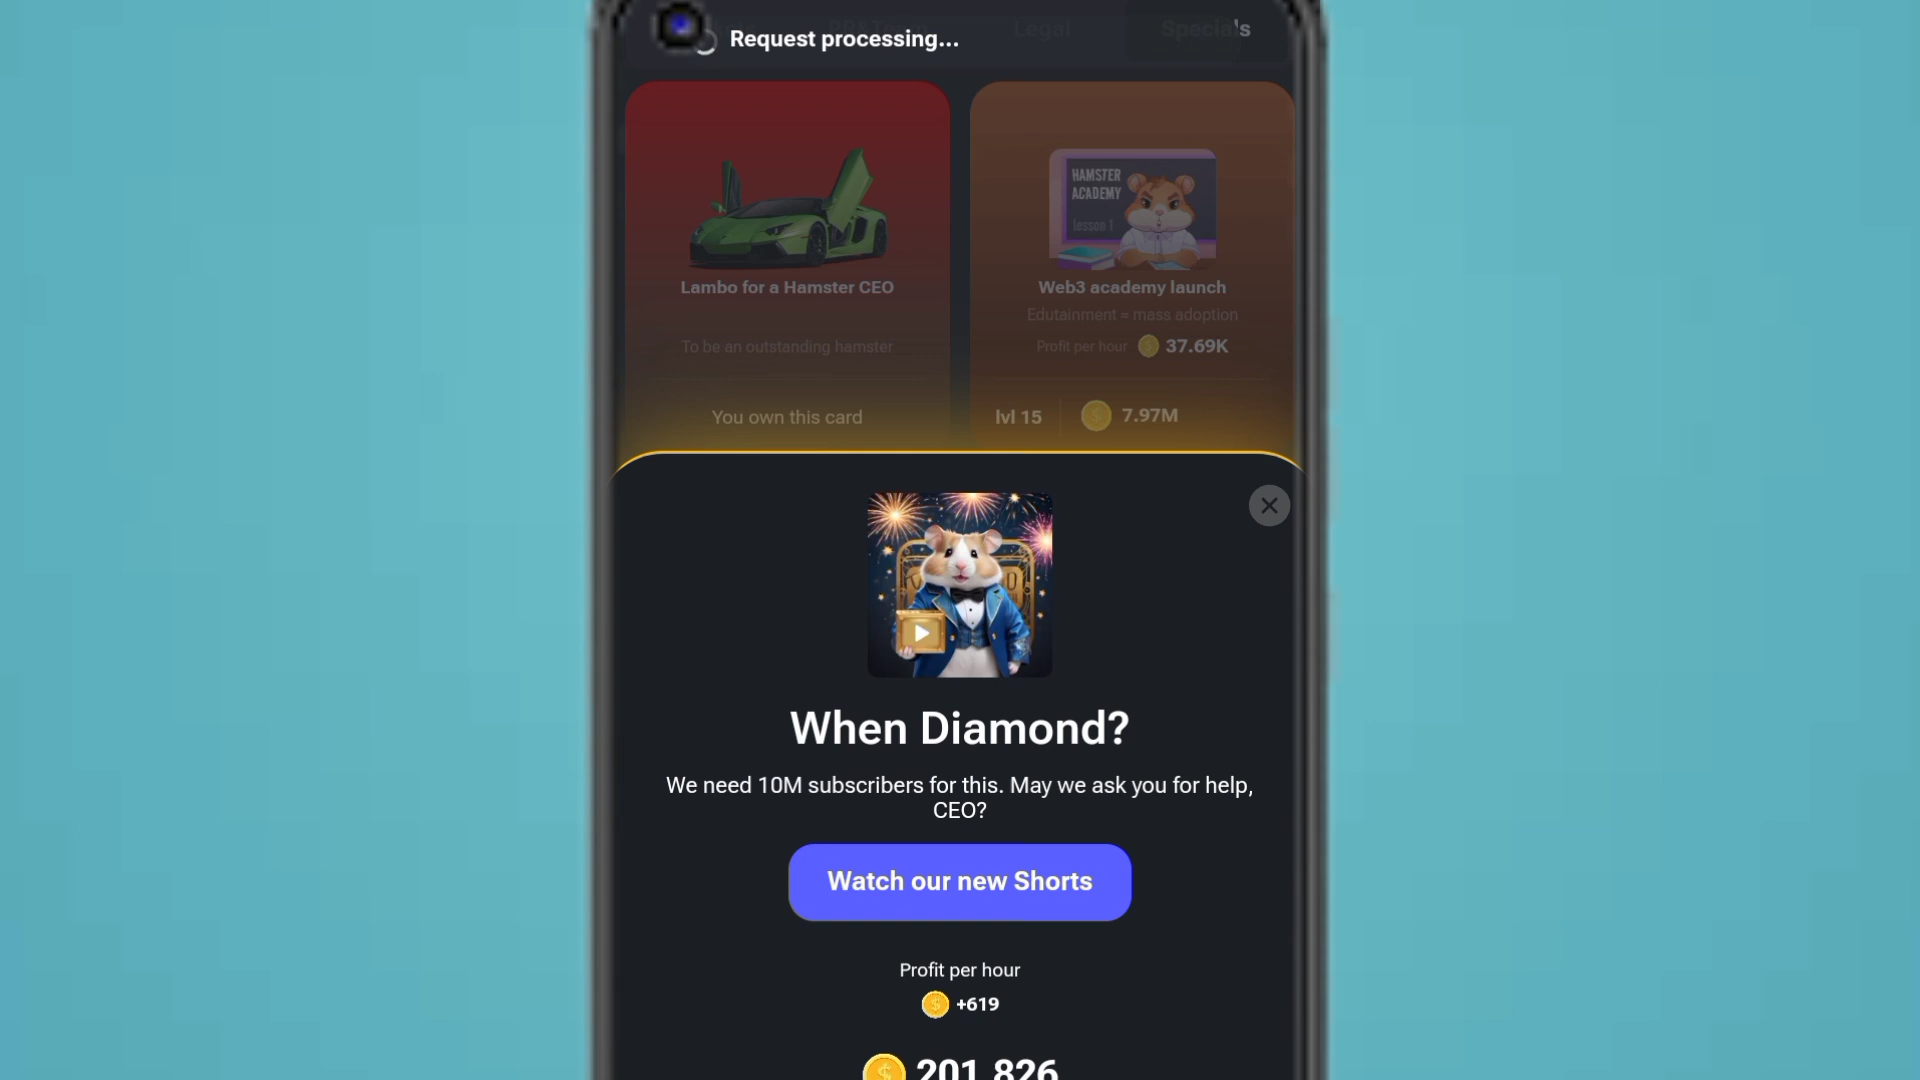 PR&Team Legal Specials
Request processing...
HAMSTER
ACADEMY
lesson 1
Lambo for a Hamster CEO
Web3 academy launch
Edutainment = mass adoption
To be an outstanding hamster
Profit per hour 37.69K
You own this card
lvl 15 7.97M
When Diamond?
We need 10M subscribers for this. May we ask you for help,
CEO?
Watch our new Shorts
Profit per hour
+619
201,826